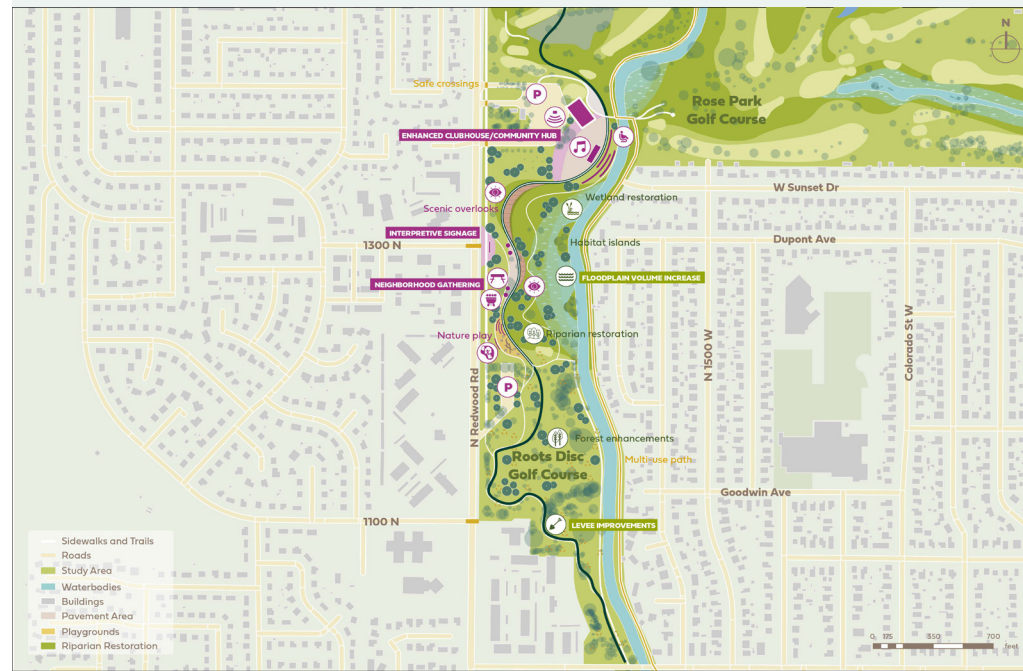 N
Safe crossings
P
Rose Park
Golf Course
ENHANCED CLUBHOUSE/COMMUNITY HUB
W Sunset Dr
Wetland restoration
Scenic overlooks
INTERPRETIVE SIGNAGE
1300 N
Habitat islands
Dupont Ave
NEIGHBORHOOD GATHERING
FLOODPLAIN VOLUME INCREASE
Nature play
Riparian restoration
N Redwood Rd
N 1500 W
Colorado St W
P
Forest enhancements
Roots Disc
Golf Course
Multi-use path
Goodwin Ave
1100 N
LEVEE IMPROVEMENTS
Sidewalks and Trails
Roads
Study Area
Waterbodies
Buildings
Pavement Area
Playgrounds
Riparian Restoration
0 175 350 700
feet